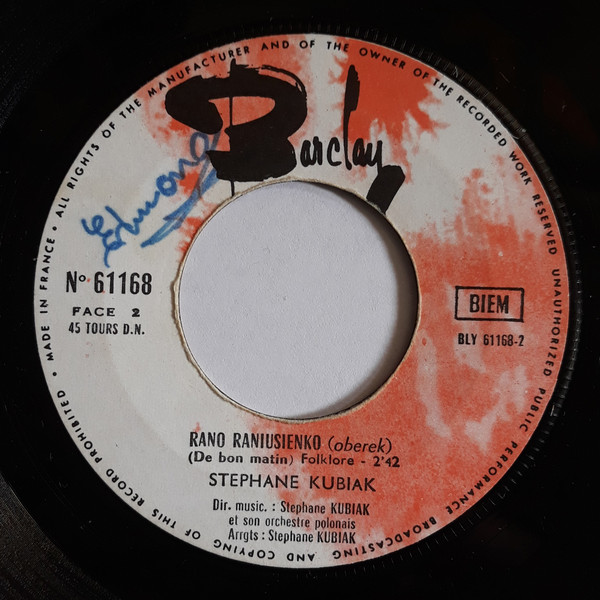 ALL RIGHTS OF THE MANUFACTURER AND OF THE OWNER OF THE RECORDED WORK RESERVED UNAUTHORIZED PUBLIC PERFORMANCE BROADCASTING AND COPYING OF THIS RECORD PROHIBITED • MADE IN FRANCE •
Barclay
Edmond
N° 61168
FACE 2
45 TOURS D.N.
BIEM
BLY 61168-2
RANO RANIUSIENKO (oberek)
(De bon matin) Folklore - 2'42
STEPHANE KUBIAK
Dir. music. : Stephane KUBIAK
et son orchestre polonais
Arrgts : Stephane KUBIAK